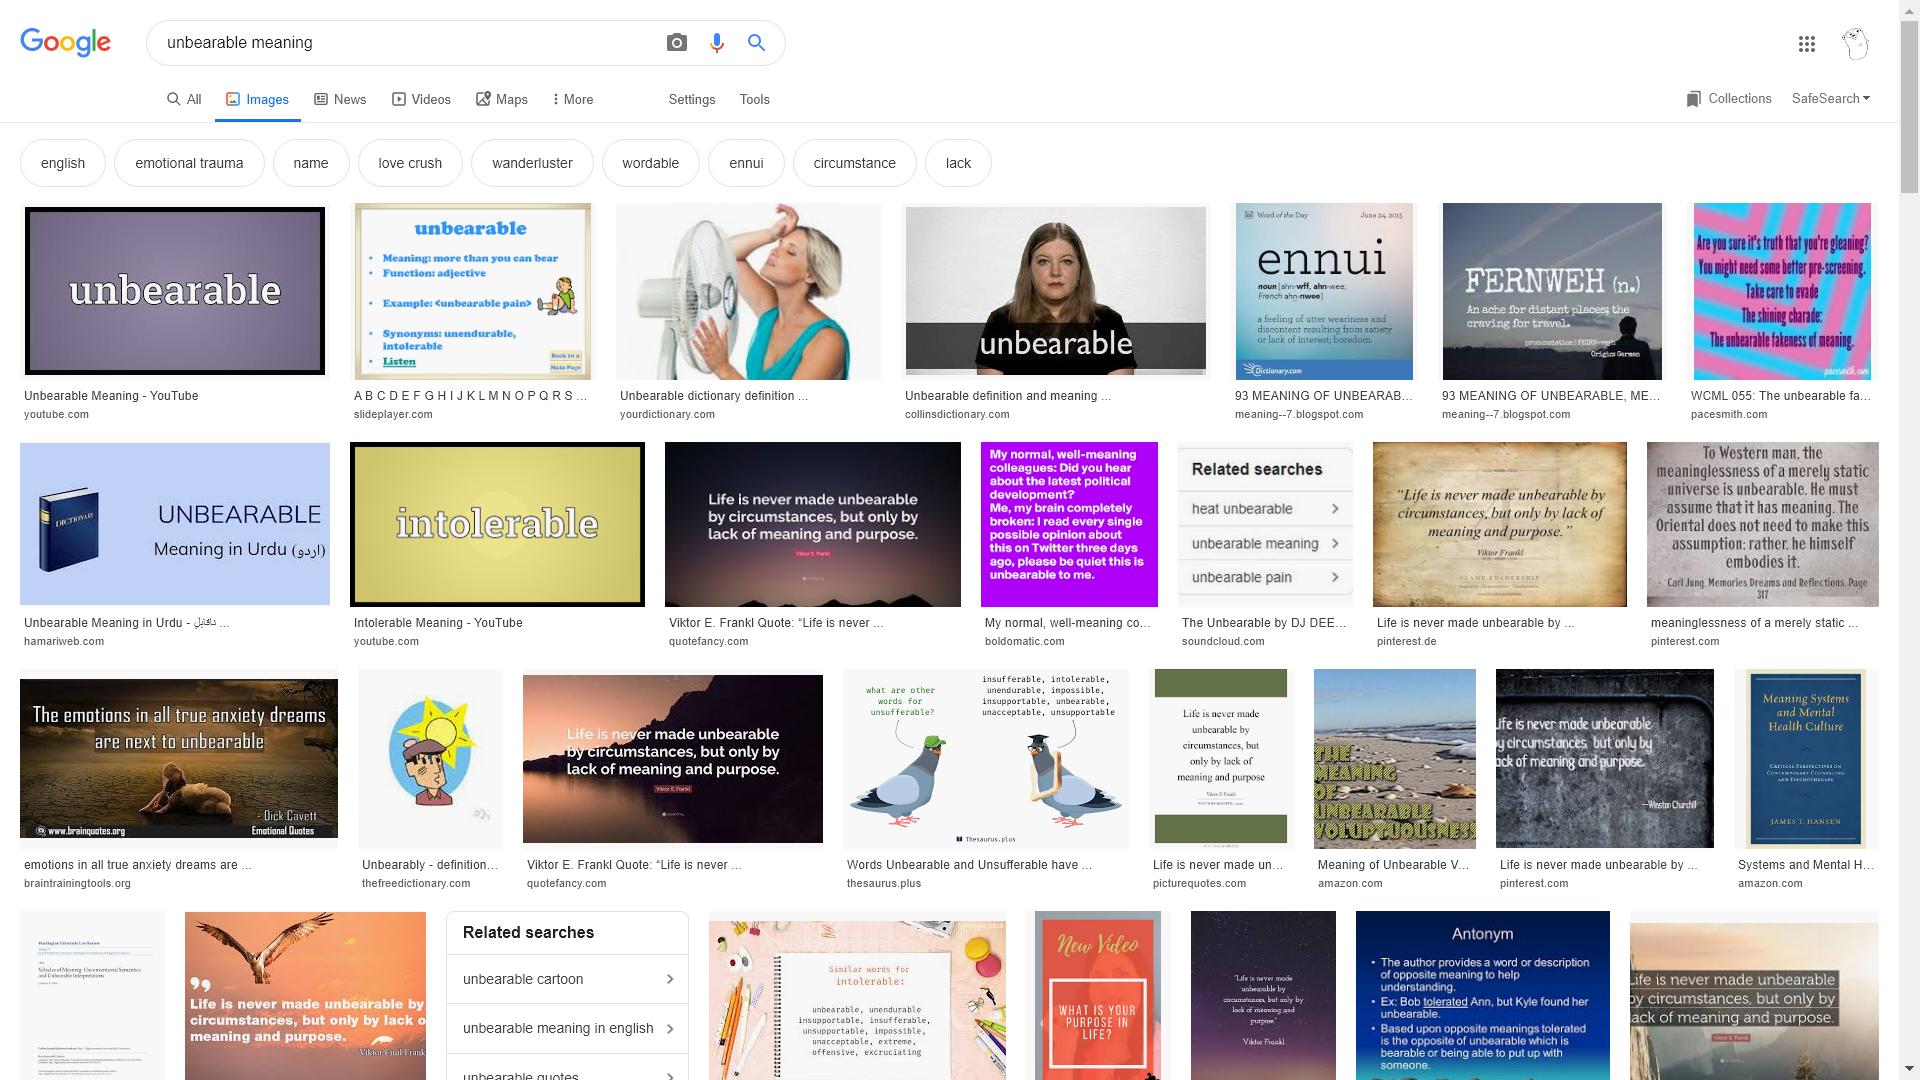 Google
unbearable meaning
All
Images
News
Videos
Maps
More
Settings
Tools
Collections
SafeSearch
english
emotional trauma
name
love crush
wanderluster
wordable
ennui
circumstance
lack
unbearable
Unbearable Meaning - YouTube
youtube.com
unbearable
• Meaning: more than you can bear
• Function: adjective
• Example: <unbearable pain>
• Synonyms: unendurable,
intolerable
• Listen
Back to a
Main Page
A B C D E F G H I J K L M N O P Q R S ...
slideplayer.com
Unbearable dictionary definition ...
yourdictionary.com
unbearable
Unbearable definition and meaning ...
collinsdictionary.com
Word of the Day
June 24, 2015
ennui
noun [ahn-wff, ahn-wee;
French ahn-nwee]
a feeling of utter weariness and
discontent resulting from satiety
or lack of interest; boredom.
Dictionary.com
93 MEANING OF UNBEARAB...
meaning--7.blogspot.com
FERNWEH (n.)
An ache for distant places; the
craving for travel.
pronunciation | FEIRN-veyh
Origins German
93 MEANING OF UNBEARABLE, ME...
meaning--7.blogspot.com
Are you sure it's truth that you're gleaning?
You might need some better pre-screening.
Take care to evade
The shining charade:
The unbearable fakeness of meaning.
pacesmith.com
WCML 055: The unbearable fa...
pacesmith.com
DICTIONARY
UNBEARABLE
Meaning in Urdu (اردو)
Unbearable Meaning in Urdu - ناقابل ...
hamariweb.com
intolerable
Intolerable Meaning - YouTube
youtube.com
Life is never made unbearable
by circumstances, but only by
lack of meaning and purpose.
Viktor E. Frankl
Viktor E. Frankl Quote: “Life is never ...
quotefancy.com
My normal, well-meaning
colleagues: Did you hear
about the latest political
development?
Me, my brain completely
broken: I read every single
possible opinion about
this on Twitter three days
ago, please be quiet this is
unbearable to me.
My normal, well-meaning co...
boldomatic.com
Related searches
heat unbearable
unbearable meaning
unbearable pain
The Unbearable by DJ DEE...
soundcloud.com
“Life is never made unbearable by
circumstances, but only by lack of
meaning and purpose.”
Viktor Frankl
Life is never made unbearable by ...
pinterest.de
To Western man, the
meaninglessness of a merely static
universe is unbearable. He must
assume that it has meaning. The
Oriental does not need to make this
assumption; rather, he himself
embodies it.
- Carl Jung, Memories Dreams and Reflections, Page
317
meaninglessness of a merely static ...
pinterest.com
The emotions in all true anxiety dreams
are next to unbearable
- Dick Cavett
www.brainquotes.org
Emotional Quotes
emotions in all true anxiety dreams are ...
braintrainingtools.org
Unbearably - definition...
thefreedictionary.com
Life is never made unbearable
by circumstances, but only by
lack of meaning and purpose.
Viktor E. Frankl
Viktor E. Frankl Quote: “Life is never ...
quotefancy.com
what are other
words for
unsufferable?
insufferable, intolerable,
unendurable, impossible,
insupportable, unbearable,
unacceptable, unsupportable
Thesaurus.plus
Words Unbearable and Unsufferable have ...
thesaurus.plus
Life is never made
unbearable by
circumstances, but
only by lack of
meaning and purpose
Viktor E Frankl
Life is never made un...
picturequotes.com
THE
MEANING
OF
UNBEARABLE
VOLUPTUOUSNESS
Meaning of Unbearable V...
amazon.com
ife is never made unbearable
y circumstances, but only by
ack of meaning and purpose.
—Winston Churchill
Life is never made unbearable by ...
pinterest.com
Meaning Systems
and Mental
Health Culture
Critical Perspectives on
Contemporary Counseling
and Psychotherapy
JAMES T. HANSEN
Systems and Mental H...
amazon.com
Washington University Law Review
Vehicles of Meaning: Unconventional Semantics
and Unbearable Interpretations
Life is never made unbearable by
circumstances, but only by lack o
meaning and purpose.
Viktor Emil Frank
Related searches
unbearable cartoon
unbearable meaning in english
unbearable quotes
Similar words for
intolerable:
unbearable, unendurable
insupportable, insufferable,
unsupportable, impossible,
unacceptable, extreme,
offensive, excruciating
New Video
WHAT IS YOUR
PURPOSE IN
LIFE?
"Life is never made
unbearable by
circumstances, but only by
lack of meaning and
purpose."
Viktor Frankl
Antonym
• The author provides a word or description
of opposite meaning to help
understanding.
• Ex: Bob tolerated Ann, but Kyle found her
unbearable.
• Based upon opposite meanings tolerated
is the opposite of unbearable which is
bearable or being able to put up with
someone.
ife is never made unbearable
by circumstances, but only by
lack of meaning and purpose.
Viktor E. Frankl